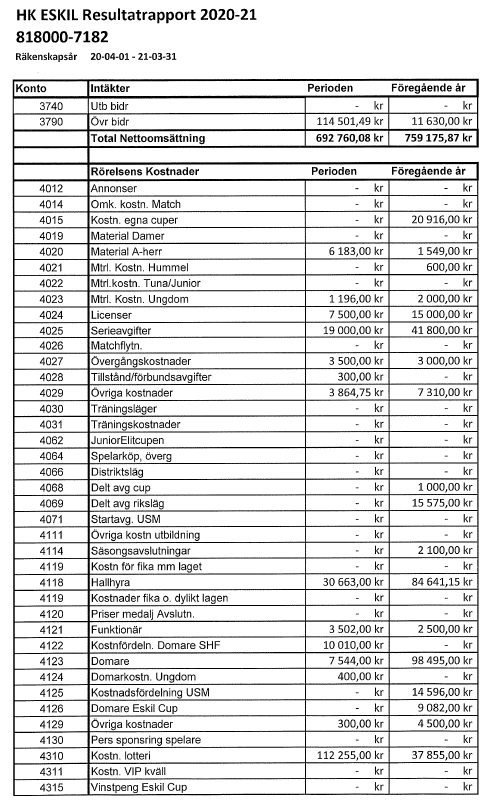 HK ESKIL Resultatrapport 2020-21
818000-7182
Räkenskapsår 20-04-01 - 21-03-31
Konto Intäkter Perioden Föregående år
3740 Utb bidr - kr - kr
3790 Övr bidr 114 501,49 kr 11 630,00 kr
Total Nettoomsättning 692 760,08 kr 759 175,87 kr
Rörelsens Kostnader Perioden Föregående år
4012 Annonser - kr - kr
4014 Omk. kostn. Match - kr - kr
4015 Kostn. egna cuper - kr 20 916,00 kr
4019 Material Damer - kr - kr
4020 Material A-herr 6 183,00 kr 1 549,00 kr
4021 Mtrl. Kostn. Hummel - kr 600,00 kr
4022 Mtrl.kostn. Tuna/Junior - kr - kr
4023 Mtrl. Kostn. Ungdom 1 196,00 kr 2 000,00 kr
4024 Licenser 7 500,00 kr 15 000,00 kr
4025 Serieavgifter 19 000,00 kr 41 800,00 kr
4026 Matchflytn. - kr - kr
4027 Övergångskostnader 3 500,00 kr 3 000,00 kr
4028 Tillstånd/förbundsavgifter 300,00 kr - kr
4029 Övriga kostnader 3 864,75 kr 7 310,00 kr
4030 Träningsläger - kr - kr
4031 Träningskostnader - kr - kr
4062 JuniorElitcupen - kr - kr
4064 Spelarköp, överg - kr - kr
4066 Distriktslåg - kr - kr
4068 Delt avg cup - kr 1 000,00 kr
4069 Delt avg riksläg - kr 15 575,00 kr
4071 Startavg. USM - kr - kr
4111 Övriga kostn utbildning - kr - kr
4114 Säsongsavslutningar - kr 2 100,00 kr
4119 Kostn för fika mm laget - kr - kr
4118 Hallhyra 30 663,00 kr 84 641,15 kr
4119 Kostnader fika o. dylikt lagen - kr - kr
4120 Priser medalj Avslutn. - kr - kr
4121 Funktionär 3 502,00 kr 2 500,00 kr
4122 Kostnfördeln. Domare SHF 10 010,00 kr - kr
4123 Domare 7 544,00 kr 98 495,00 kr
4124 Domarkostn. Ungdom 400,00 kr - kr
4125 Kostnadsfördelning USM - kr 14 596,00 kr
4126 Domare Eskil Cup - kr 9 082,00 kr
4129 Övriga kostnader 300,00 kr 4 500,00 kr
4130 Pers sponsring spelare - kr - kr
4310 Kostn. lotteri 112 255,00 kr 37 855,00 kr
4311 Kostn. VIP kväll - kr - kr
4315 Vinstpeng Eskil Cup - kr - kr